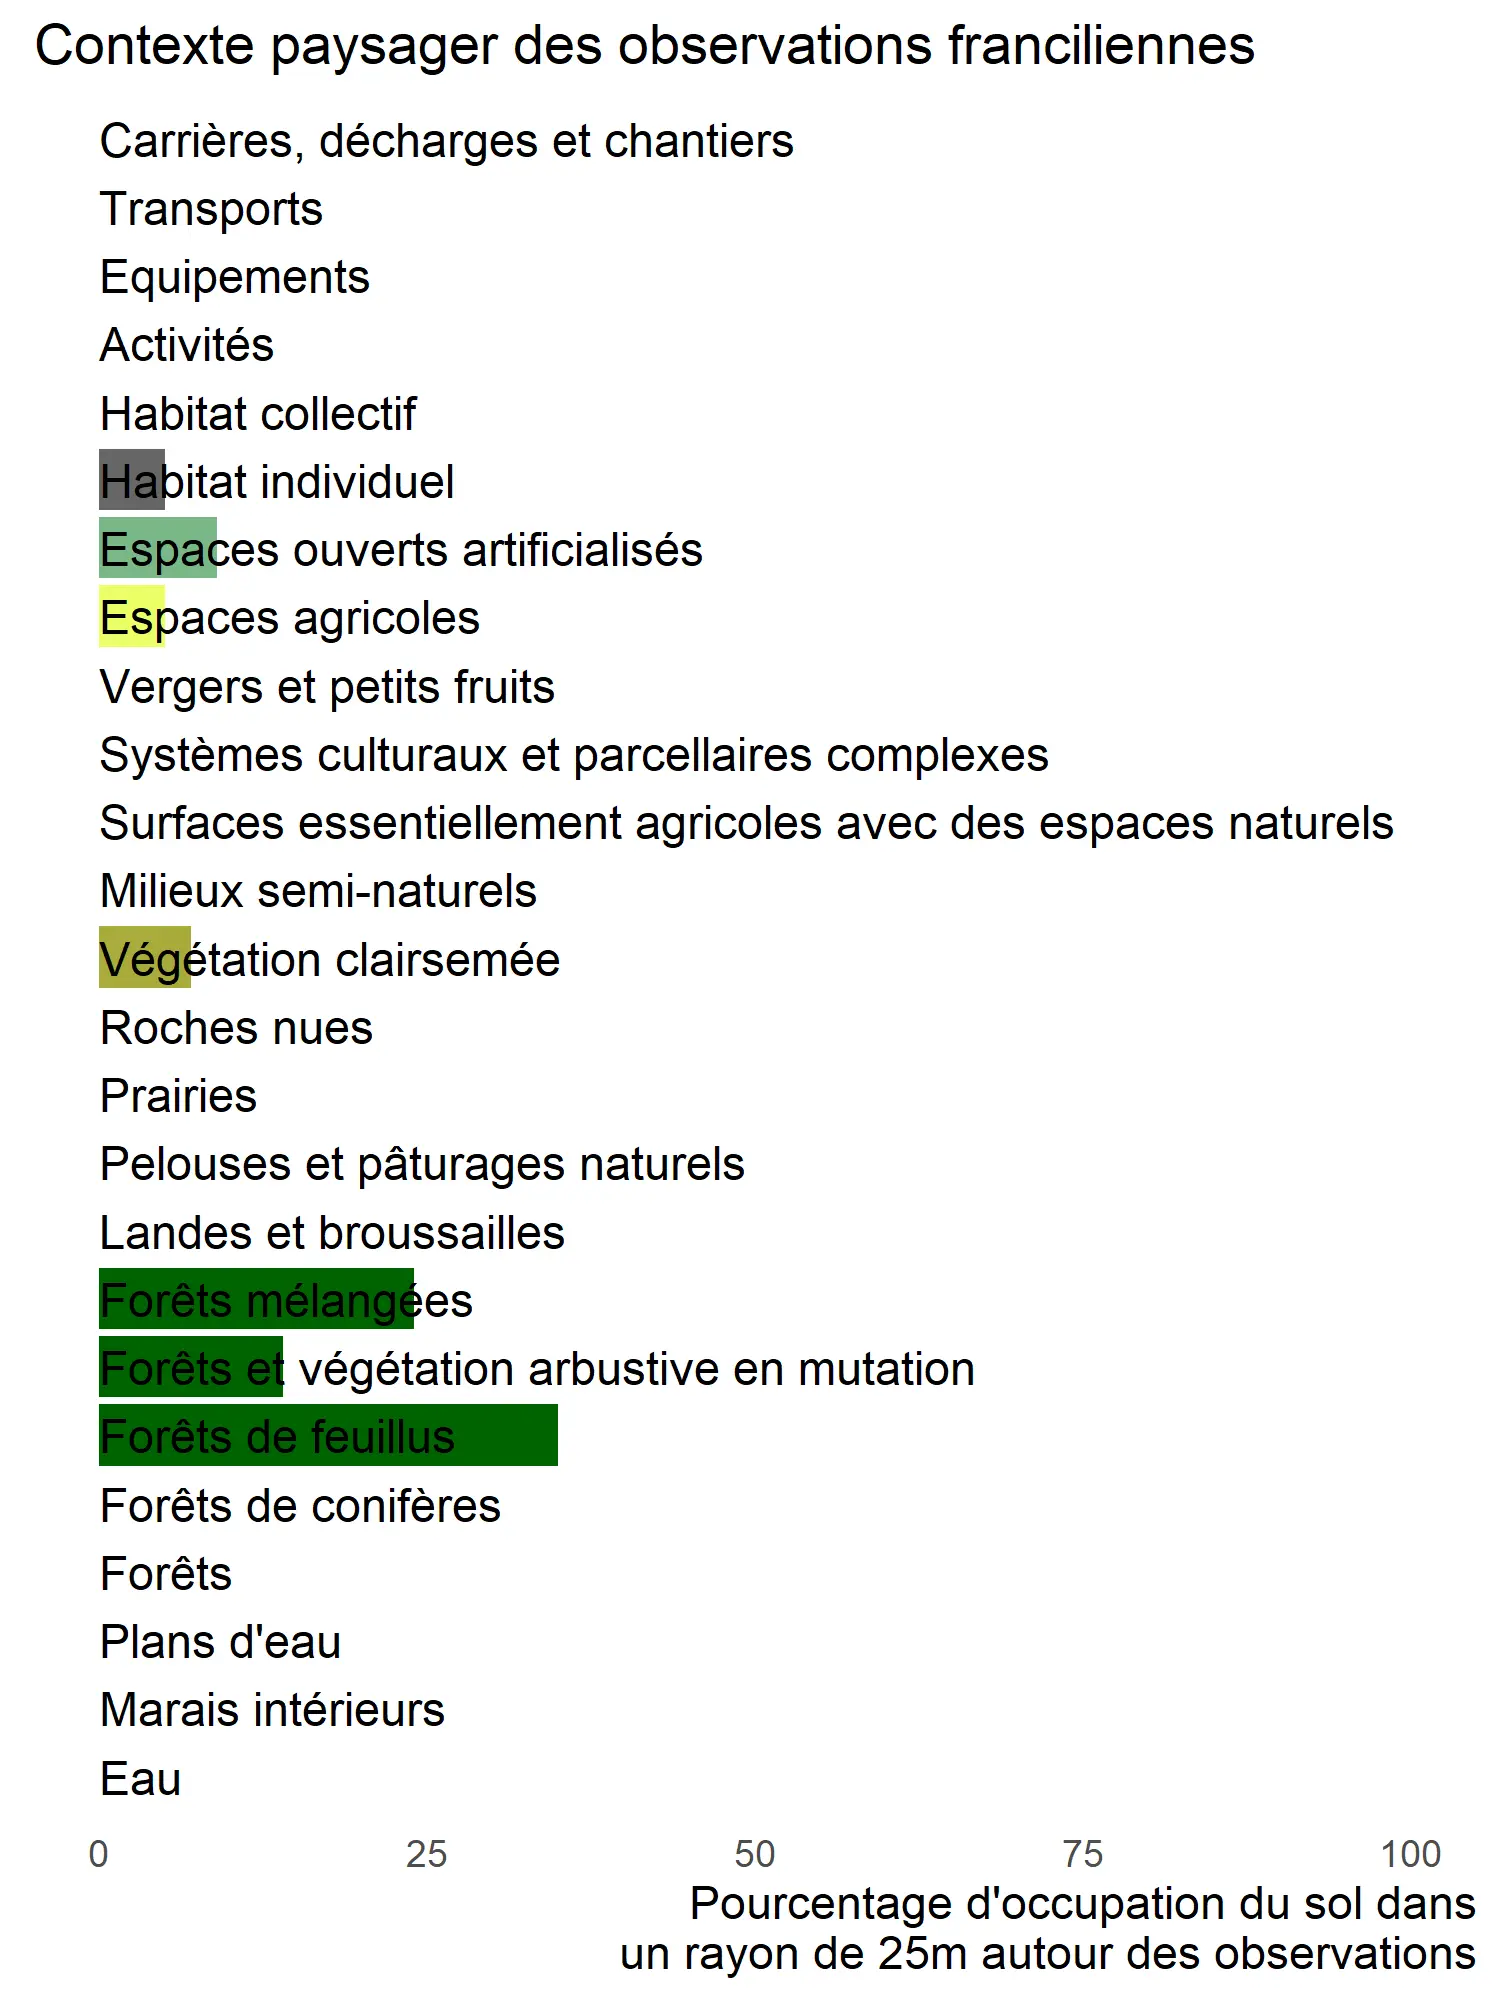 Contexte paysager des observations franciliennes
Carrières, décharges et chantiers
Transports
Equipements
Activités
Habitat collectif
Habitat individuel
Espaces ouverts artificialisés
Espaces agricoles
Vergers et petits fruits
Systèmes culturaux et parcellaires complexes
Surfaces essentiellement agricoles avec des espaces naturels
Milieux semi-naturels
Végétation clairsemée
Roches nues
Prairies
Pelouses et pâturages naturels
Landes et broussailles
Forêts mélangées
Forêts et végétation arbustive en mutation
Forêts de feuillus
Forêts de conifères
Forêts
Plans d'eau
Marais intérieurs
Eau
0 25 50 75 100
Pourcentage d'occupation du sol dans
un rayon de 25m autour des observations